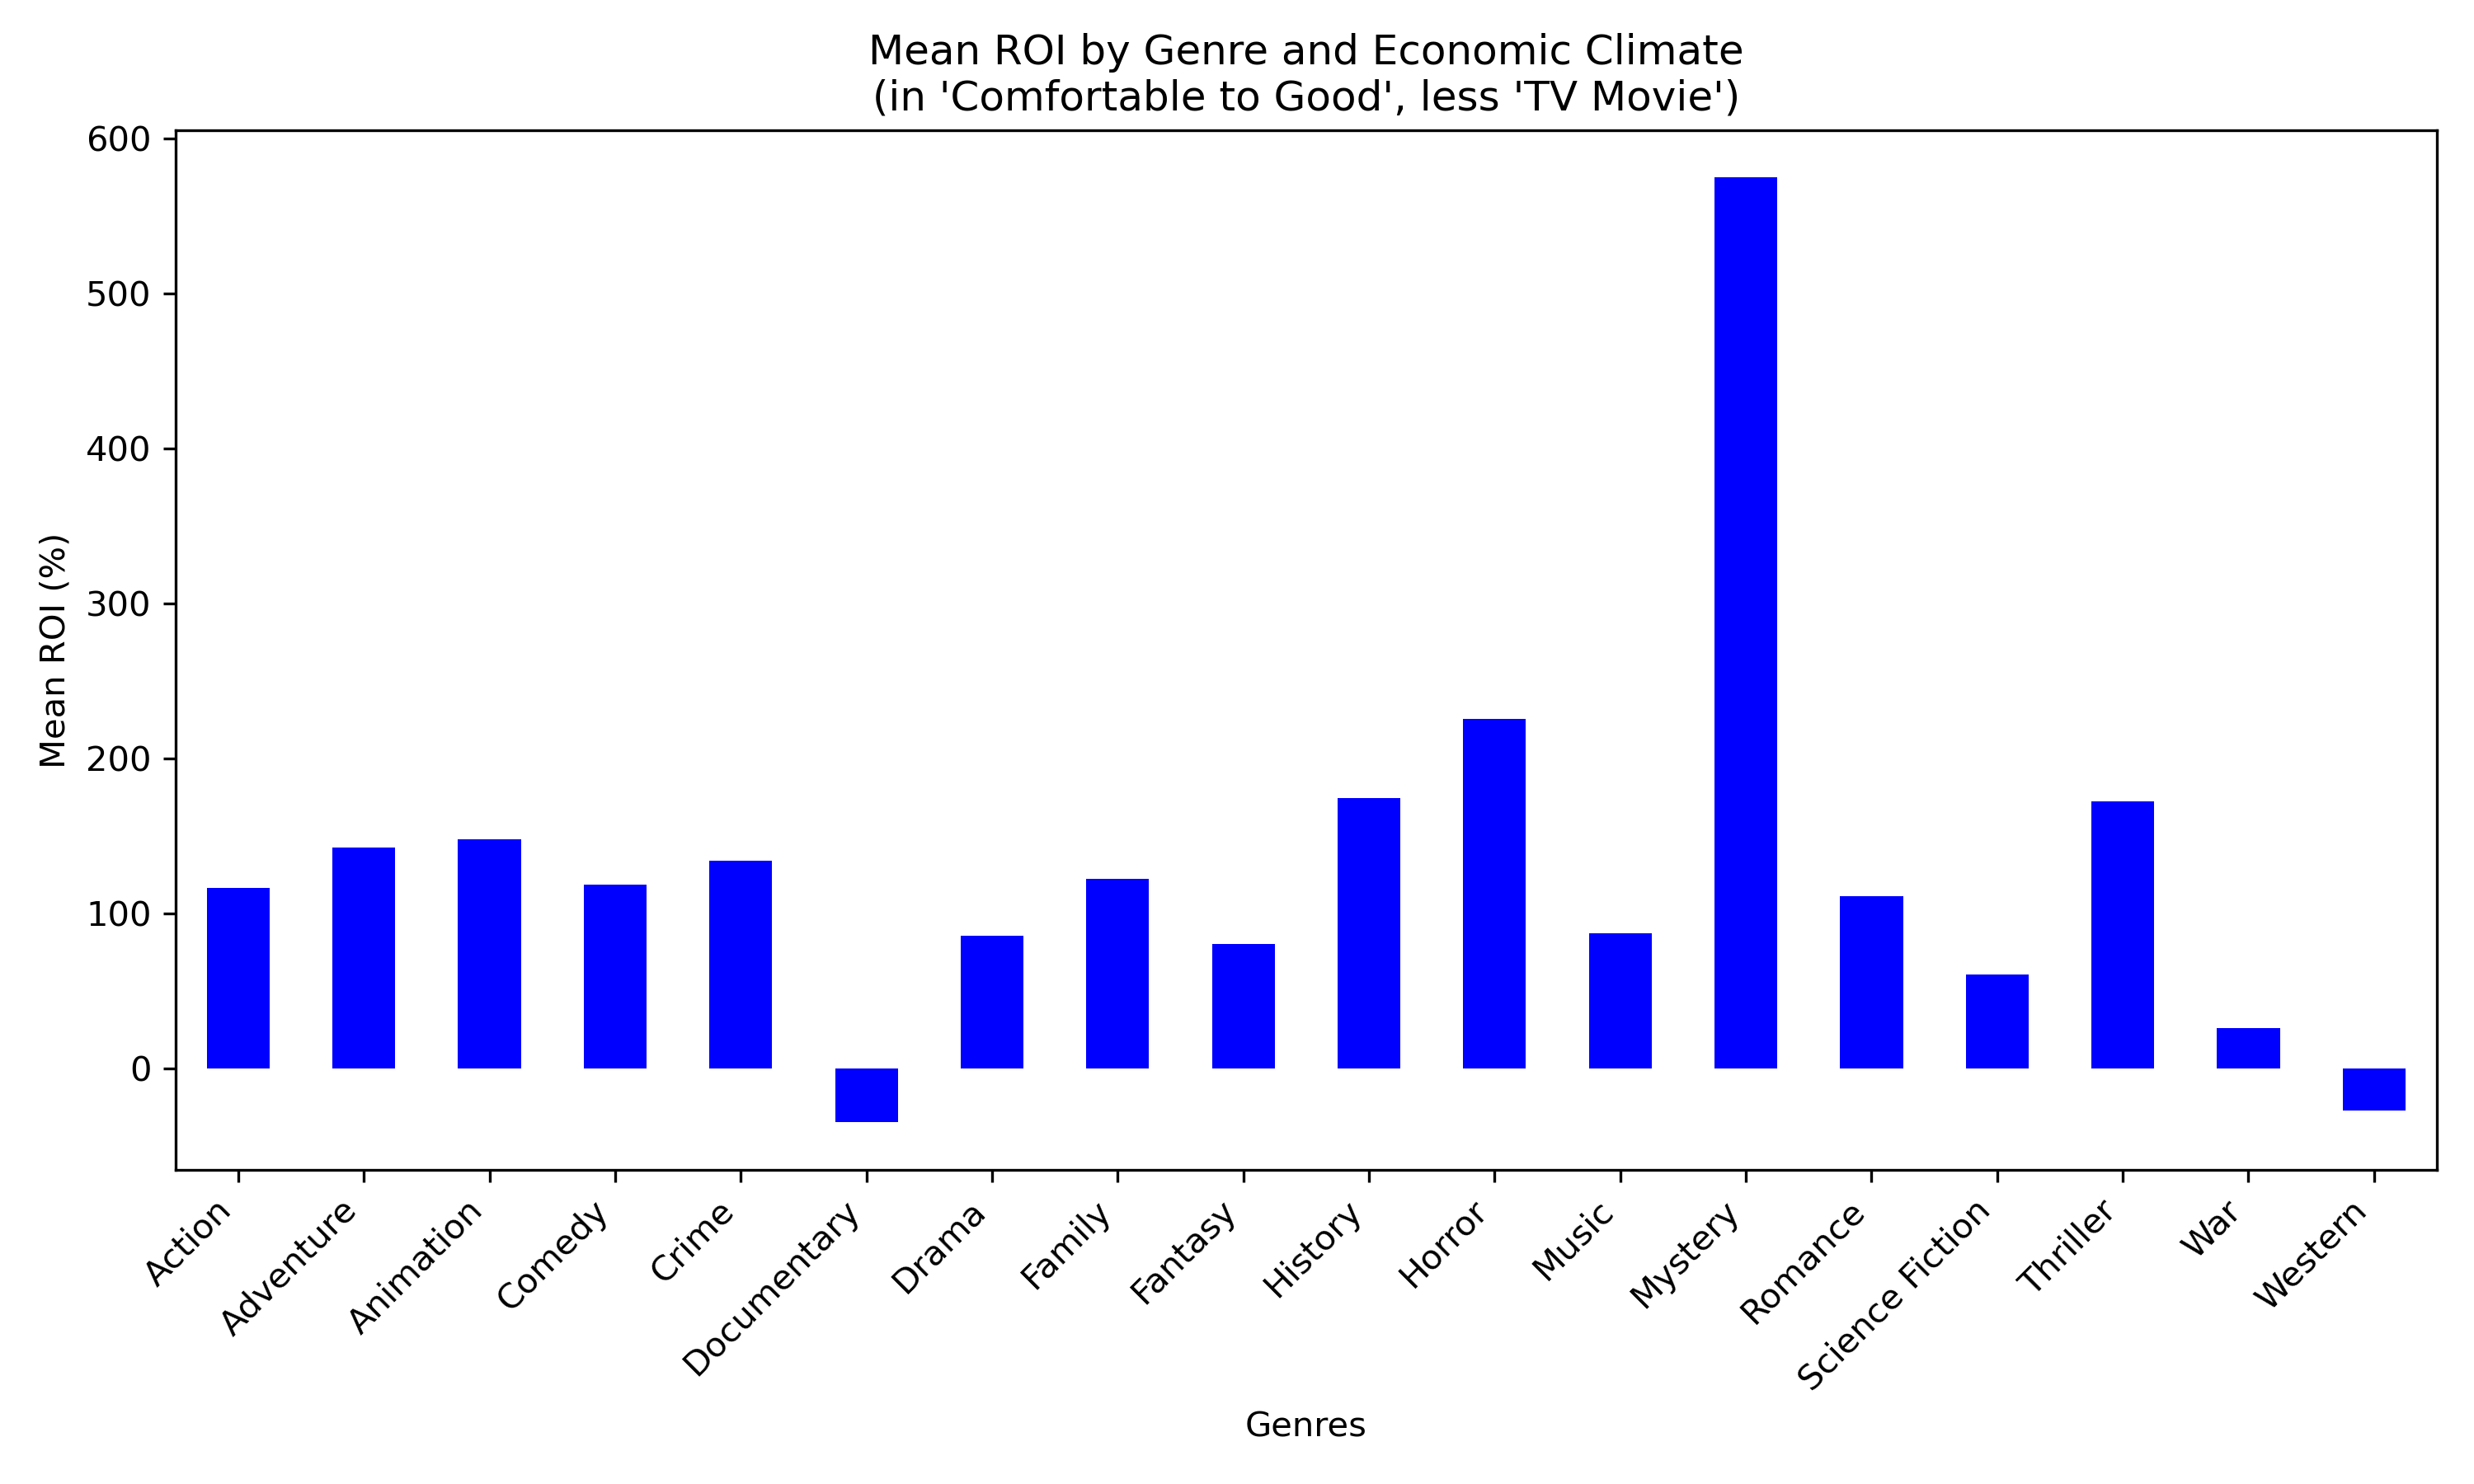 Mean ROI by Genre and Economic Climate
(in 'Comfortable to Good', less 'TV Movie')
600
500
400
300
200
100
0
Mean ROI (%)
Action
Adventure
Animation
Comedy
Crime
Documentary
Drama
Family
Fantasy
History
Horror
Music
Mystery
Romance
Science Fiction
Thriller
War
Western
Genres